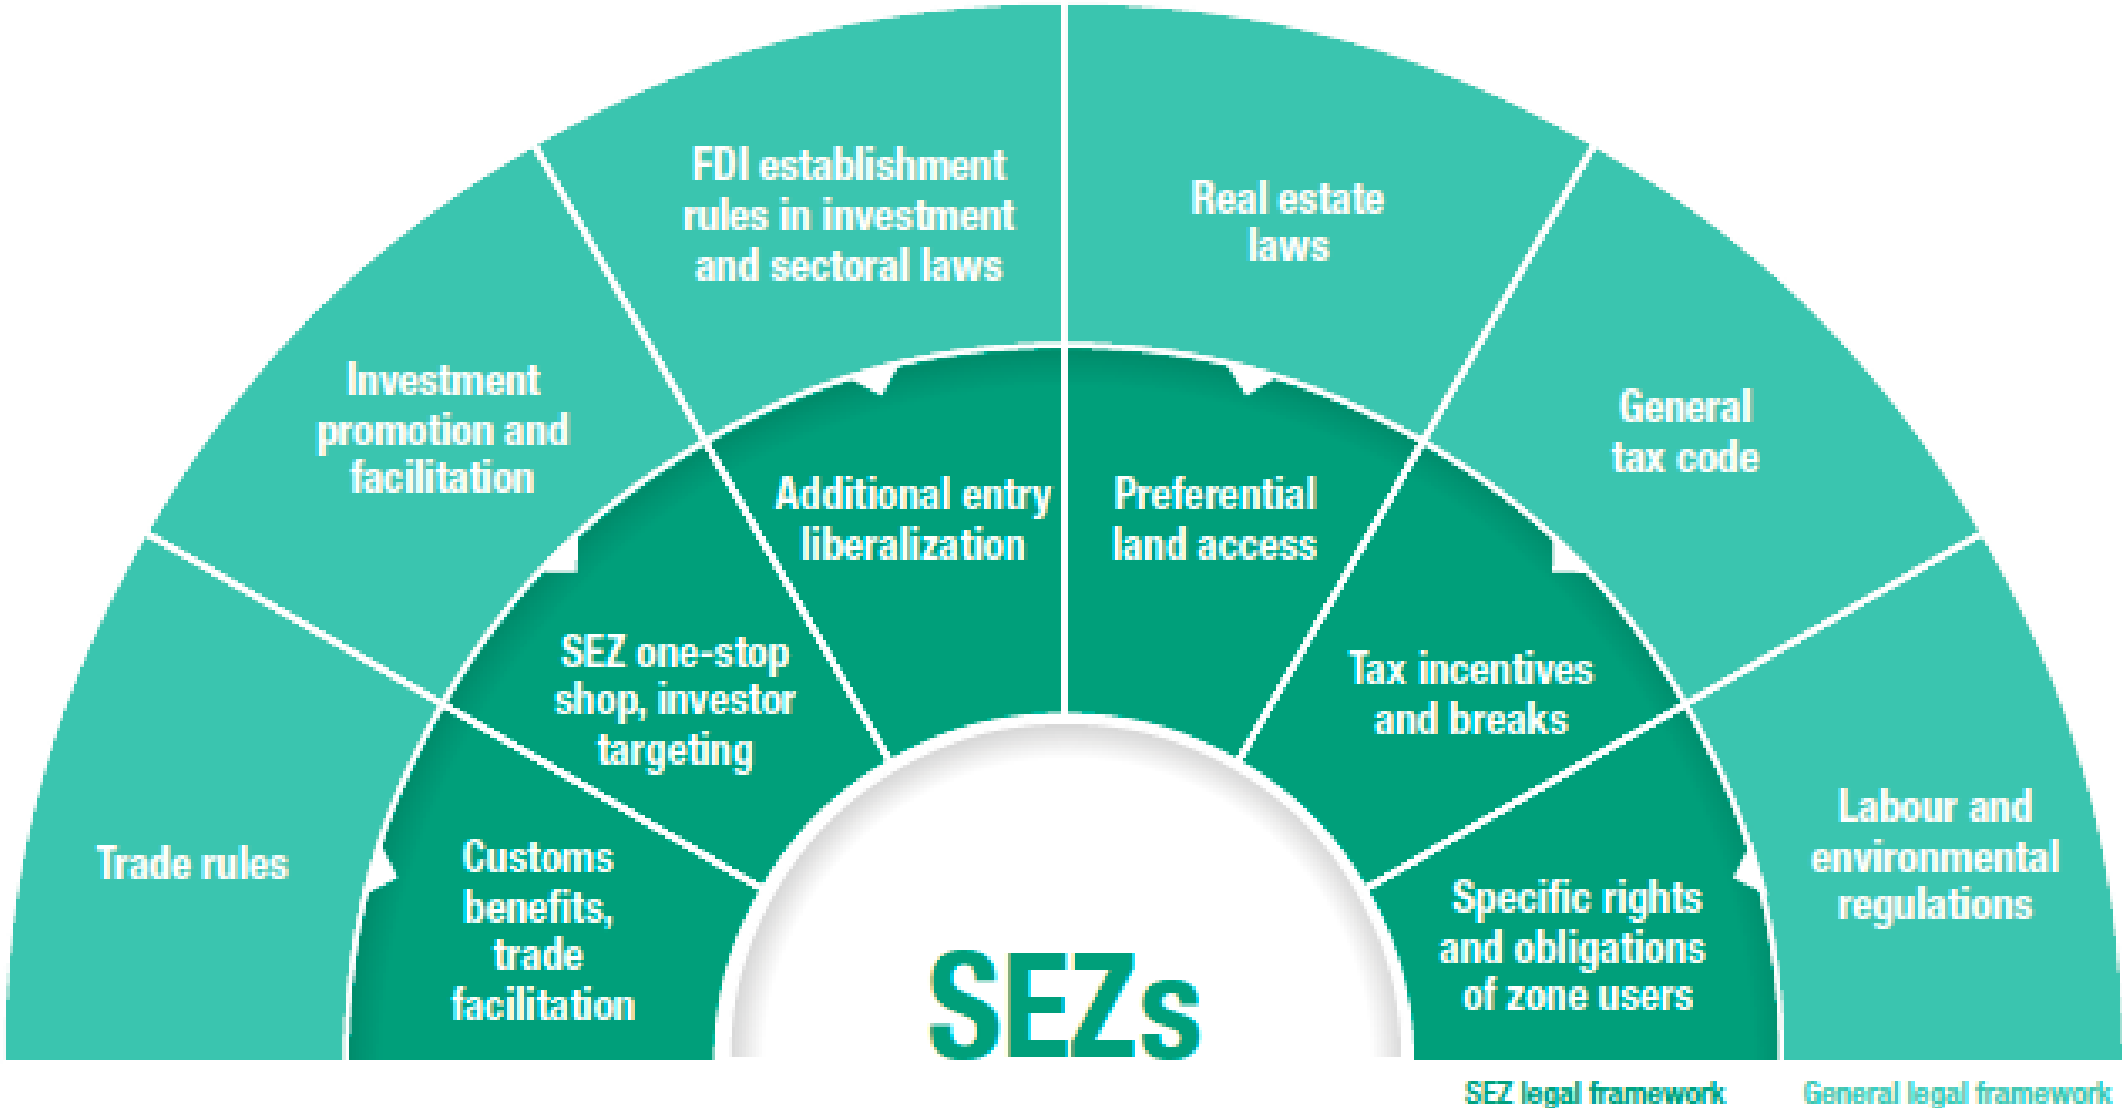 FDI establishment
rules in investment
and sectoral laws
Real estate
laws
Investment
promotion and
facilitation
General
tax code
Additional entry
liberalization
Preferential
land access
SEZ one-stop
shop, investor
targeting
Tax incentives
and breaks
Trade rules
Customs
benefits,
trade
facilitation
Specific rights
and obligations
of zone users
Labour and
environmental
regulations
SEZs
SEZ legal framework
General legal framework